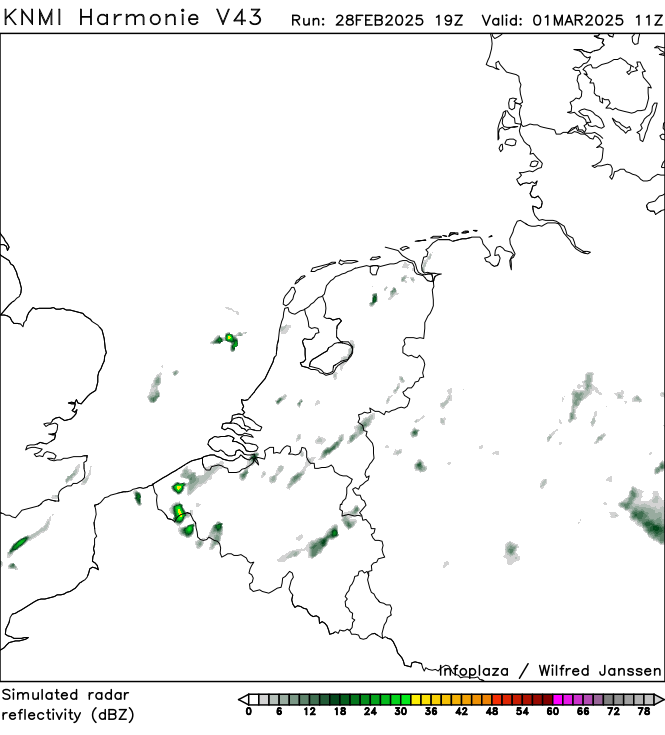 KNMI Harmonie V43 Run: 28FEB2025 19Z Valid: 01MAR2025 11Z
Infoplaza / Wilfred Janssen
Simulated radar
reflectivity (dBZ)
0 6 12 18 24 30 36 42 48 54 60 66 72 78